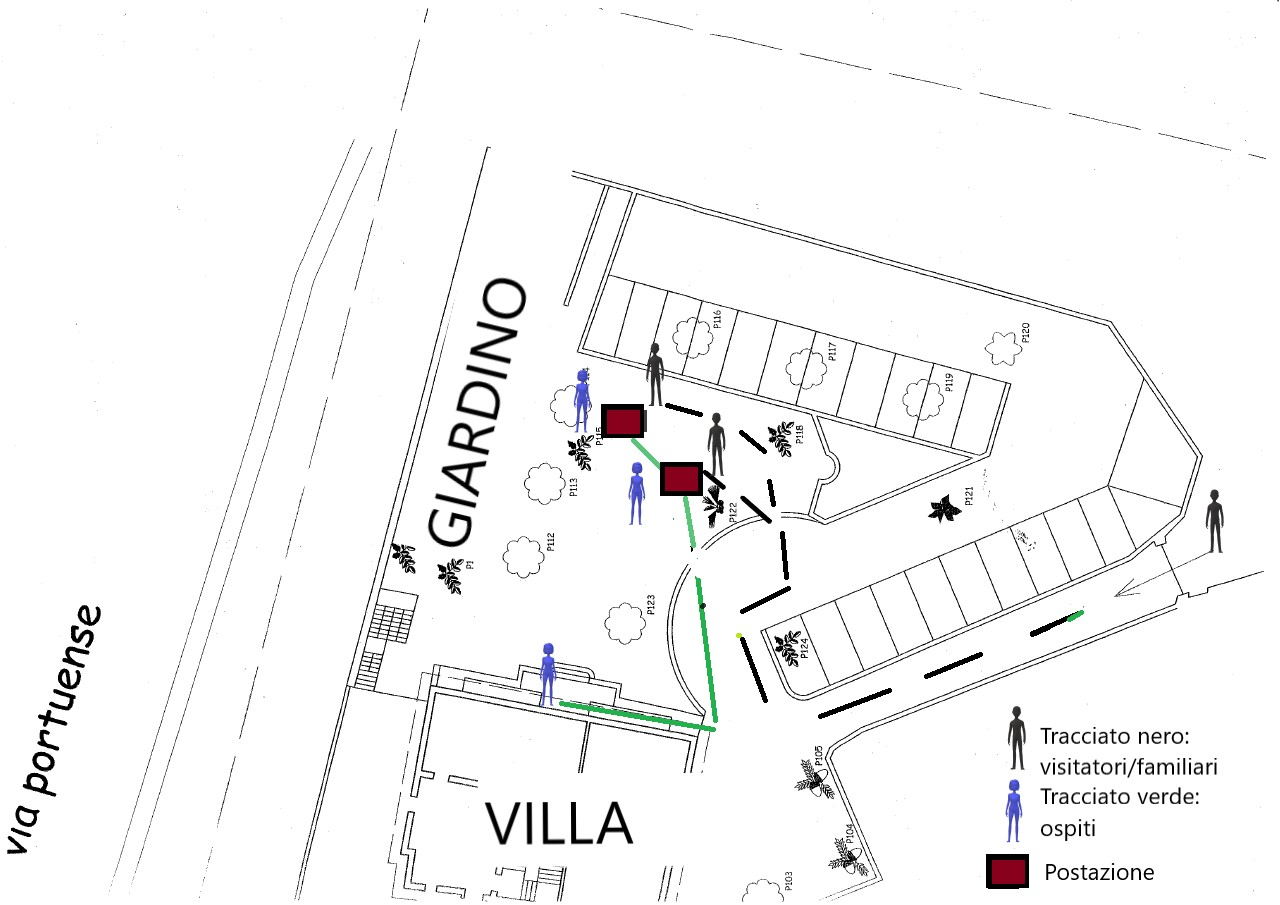 P120
P116
P117
P119
GIARDINO
P118
P115
P113
P121
P122
P112
P1
P123
P124
via portuense
P105
VILLA
P104
P103
Tracciato nero:
visitatori/familiari
Tracciato verde:
ospiti
Postazione